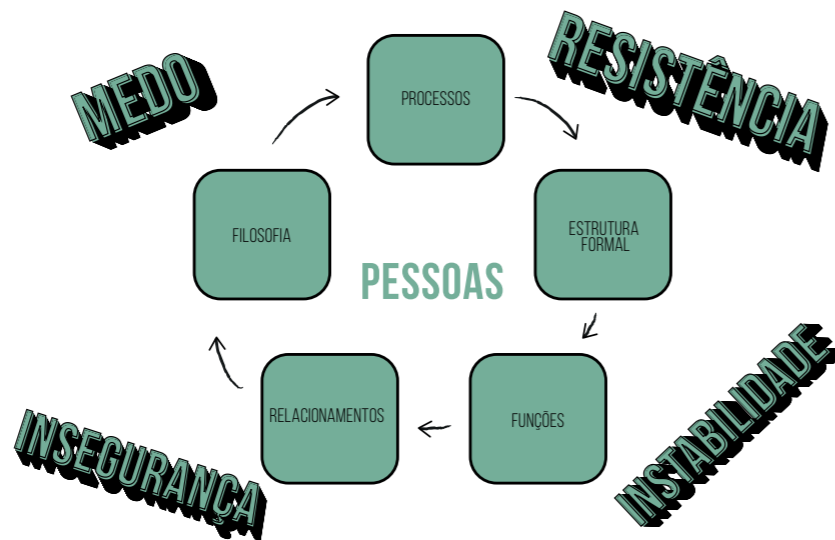 MEDO
RESISTÊNCIA
PROCESSOS
FILOSOFIA
ESTRUTURA
FORMAL
PESSOAS
RELACIONAMENTOS
FUNÇÕES
INSEGURANÇA
INSTABILIDADE